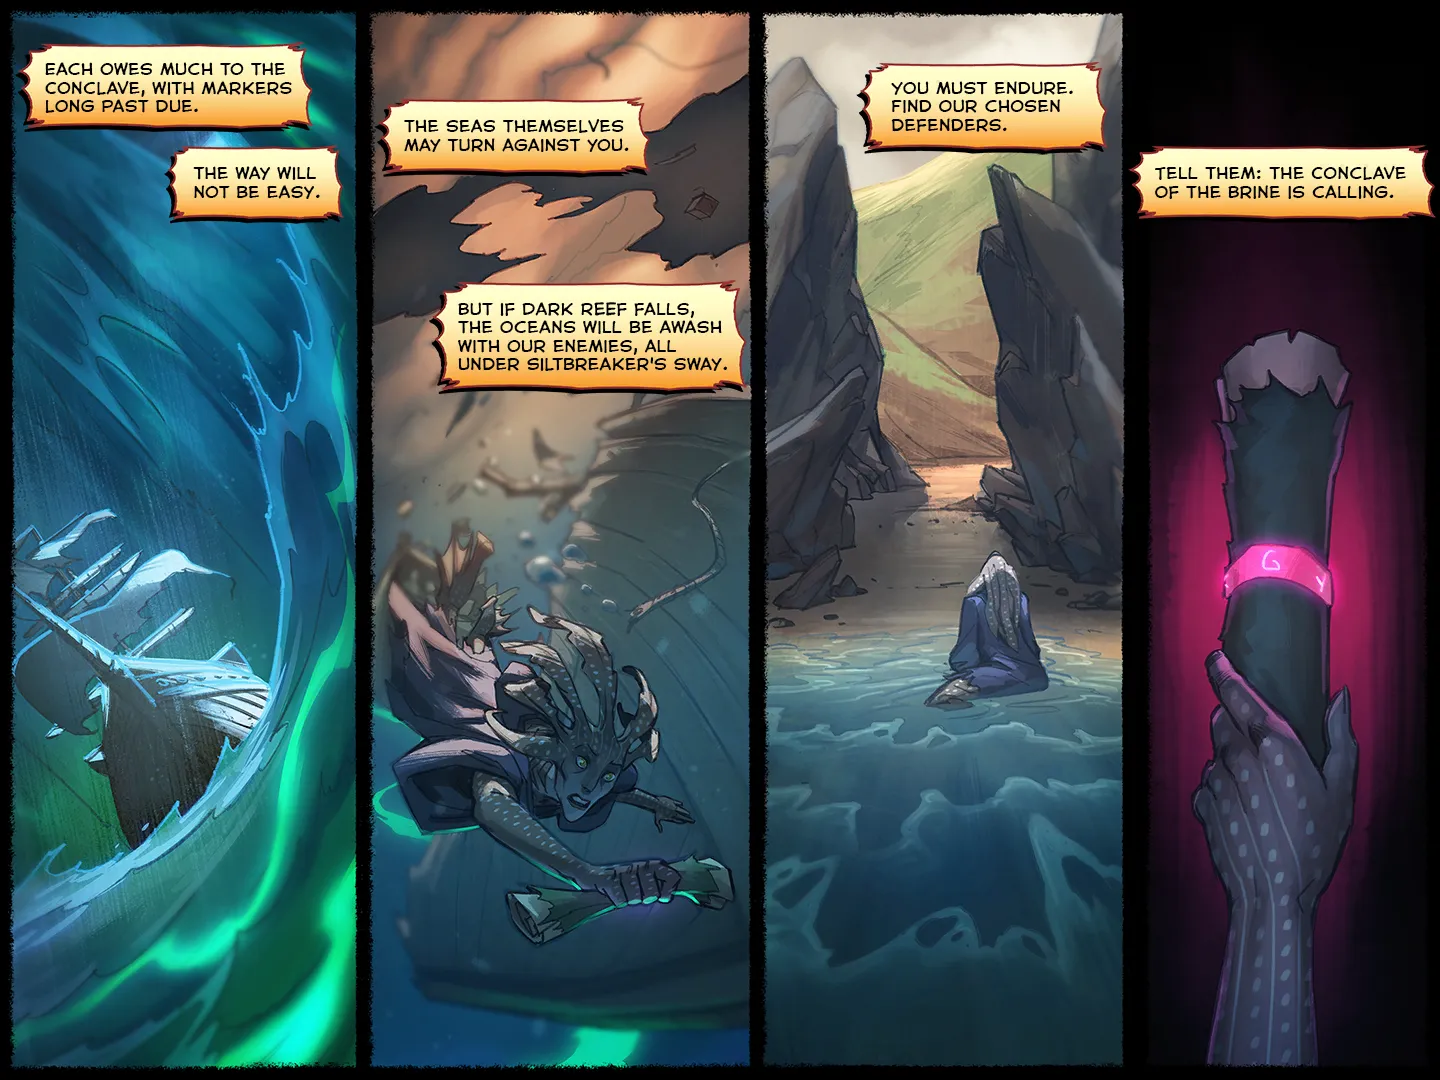 EACH OWES MUCH TO THE
CONCLAVE, WITH MARKERS
LONG PAST DUE.
THE WAY WILL
NOT BE EASY.
THE SEAS THEMSELVES
MAY TURN AGAINST YOU.
BUT IF DARK REEF FALLS,
THE OCEANS WILL BE AWASH
WITH OUR ENEMIES, ALL
UNDER SILTBREAKER'S SWAY.
YOU MUST ENDURE.
FIND OUR CHOSEN
DEFENDERS.
TELL THEM: THE CONCLAVE
OF THE BRINE IS CALLING.